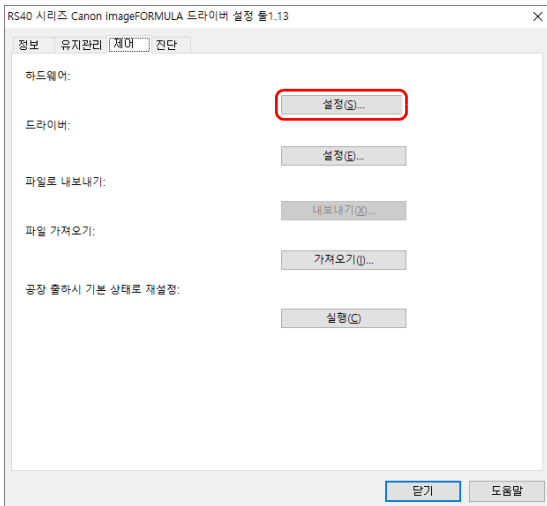 RS40 시리즈 Canon imageFORMULA 드라이버 설정 툴1.13
정보 유지관리 제어 진단
하드웨어:
설정(S)...
드라이버:
설정(E)...
파일로 내보내기:
내보내기(X)...
파일 가져오기:
가져오기(I)...
공장 출하시 기본 상태로 재설정:
실행(C)
닫기 도움말